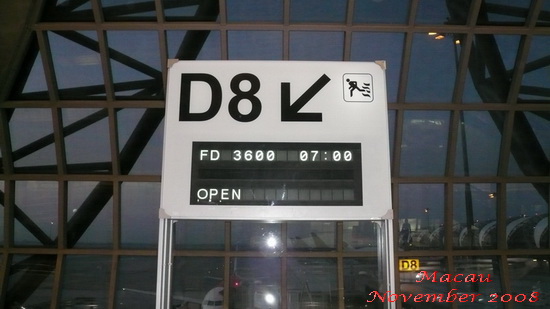 D8
FD 3600 07:00
OPEN
D8
Macau
November 2008